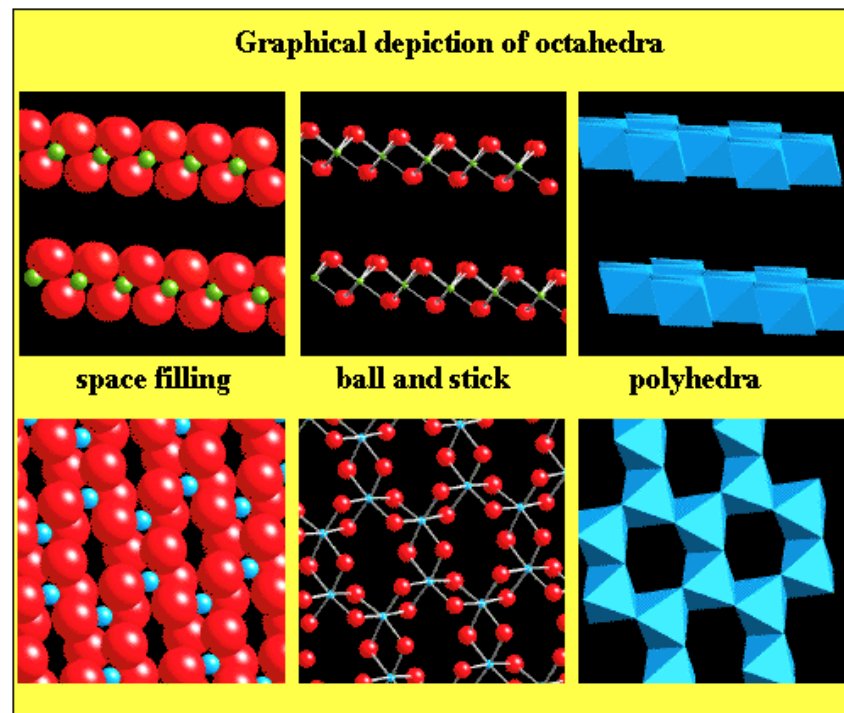 Graphical depiction of octahedra
space filling
ball and stick
polyhedra